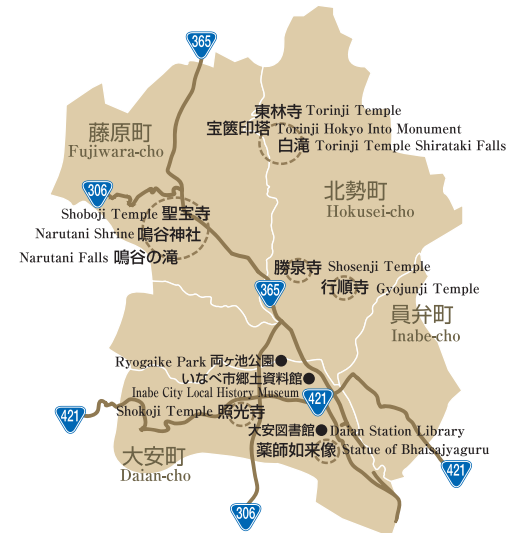 365
東林寺 Torinji Temple
宝篋印塔 Torinji Hokyo Into Monument
白滝 Torinji Temple Shirataki Falls
藤原町
Fujiwara-cho
306
北勢町
Hokusei-cho
Shoboji Temple 聖宝寺
Narutani Shrine 鳴谷神社
Narutani Falls 鳴谷の滝
勝泉寺 Shosenji Temple
365
行順寺 Gyojunji Temple
員弁町
Inabe-cho
Ryogaike Park 両ヶ池公園
いなべ市郷土資料館
Inabe City Local History Museum
421
421
Shokoji Temple 照光寺
大安図書館 Daian Station Library
大安町
Daian-cho
薬師如来像 Statue of Bhaisajyaguru
421
306